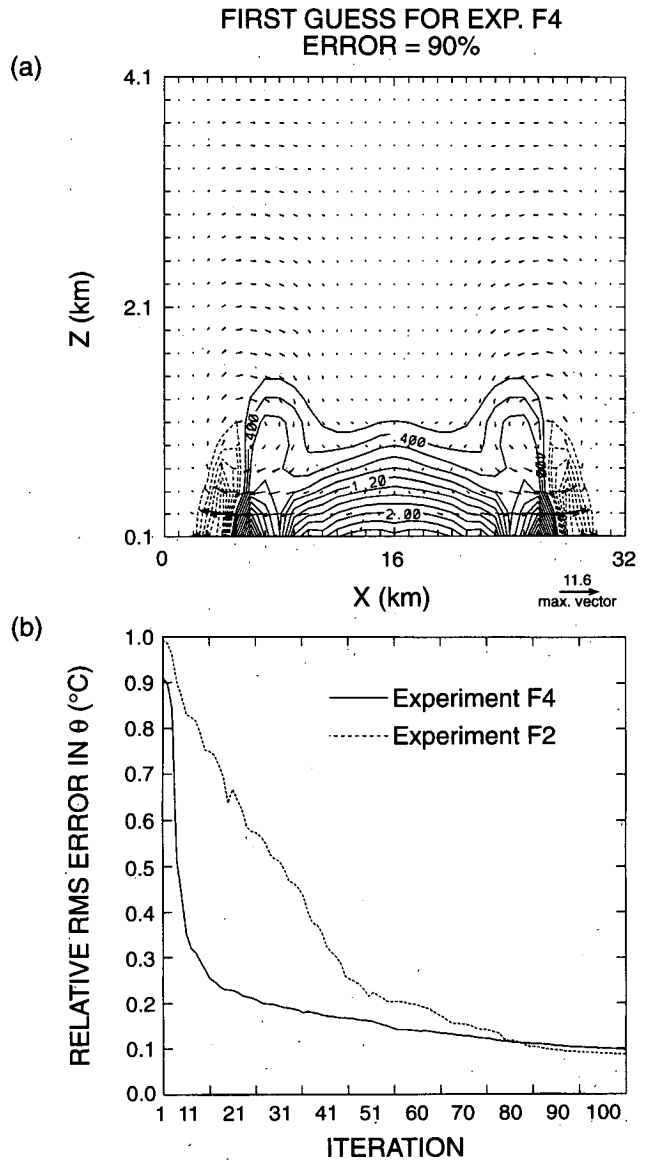 FIRST GUESS FOR EXP. F4
ERROR = 90%
(a)
4.1
2.1
0.1
Z (km)
400
.400
400
1.20
2.00
0
16
32
X (km)
11.6
max. vector
(b)
1.0
0.9
0.8
0.7
0.6
0.5
0.4
0.3
0.2
0.1
0.0
RELATIVE RMS ERROR IN θ (°C)
Experiment F4
Experiment F2
1 11 21 31 41 51 60 70 80 90 100
ITERATION